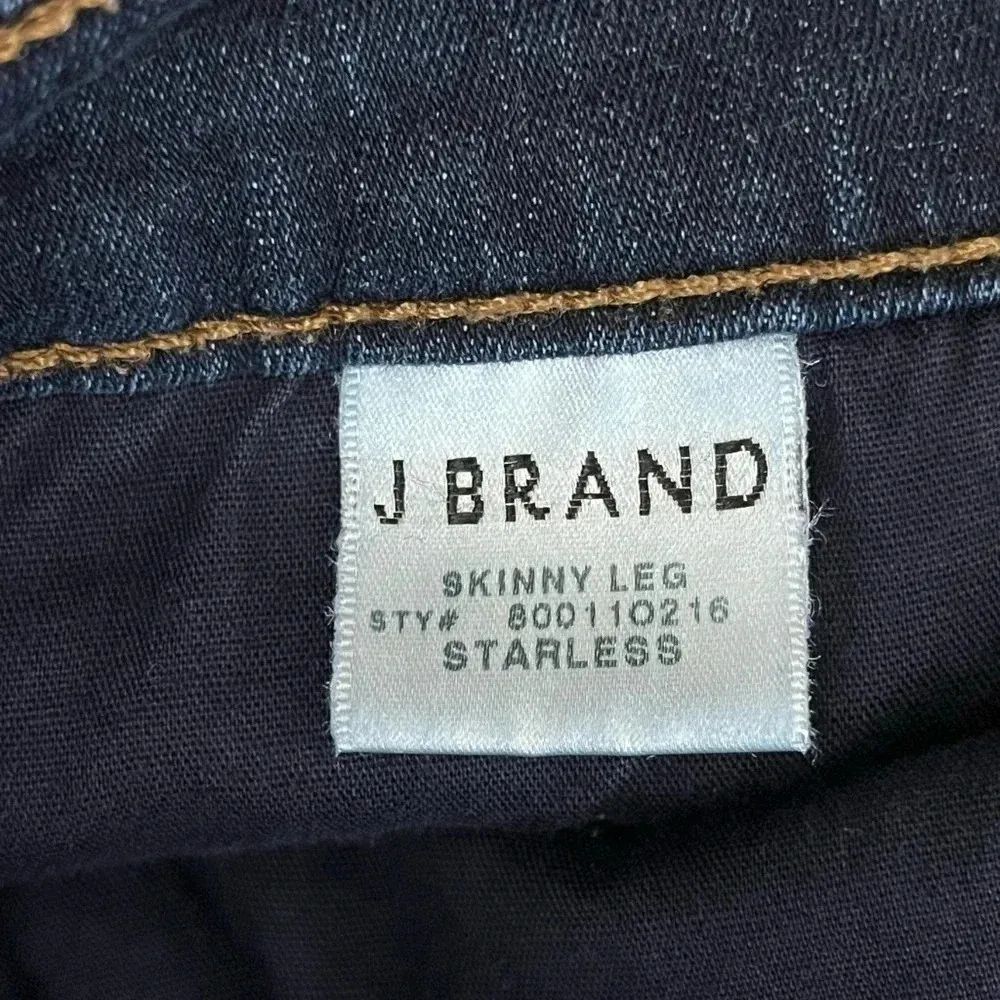 J BRAND
SKINNY LEG
STY# 800110216
STARLESS